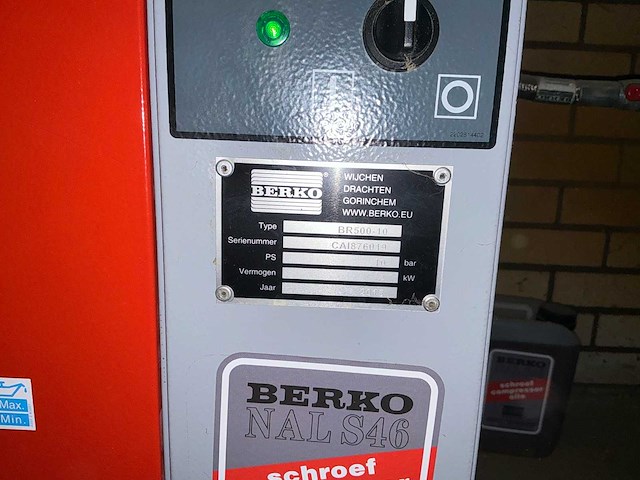 BERKO
WIJCHEN
DRACHTEN
GORINCHEM
WWW.BERKO.EU
Type BR500-10
Serienummer
PS 10 bar
Vermogen kW
Jaar
BERKO
NAL S46
schroef
Max.
Min.
BERKO
schroef
compressor
olie